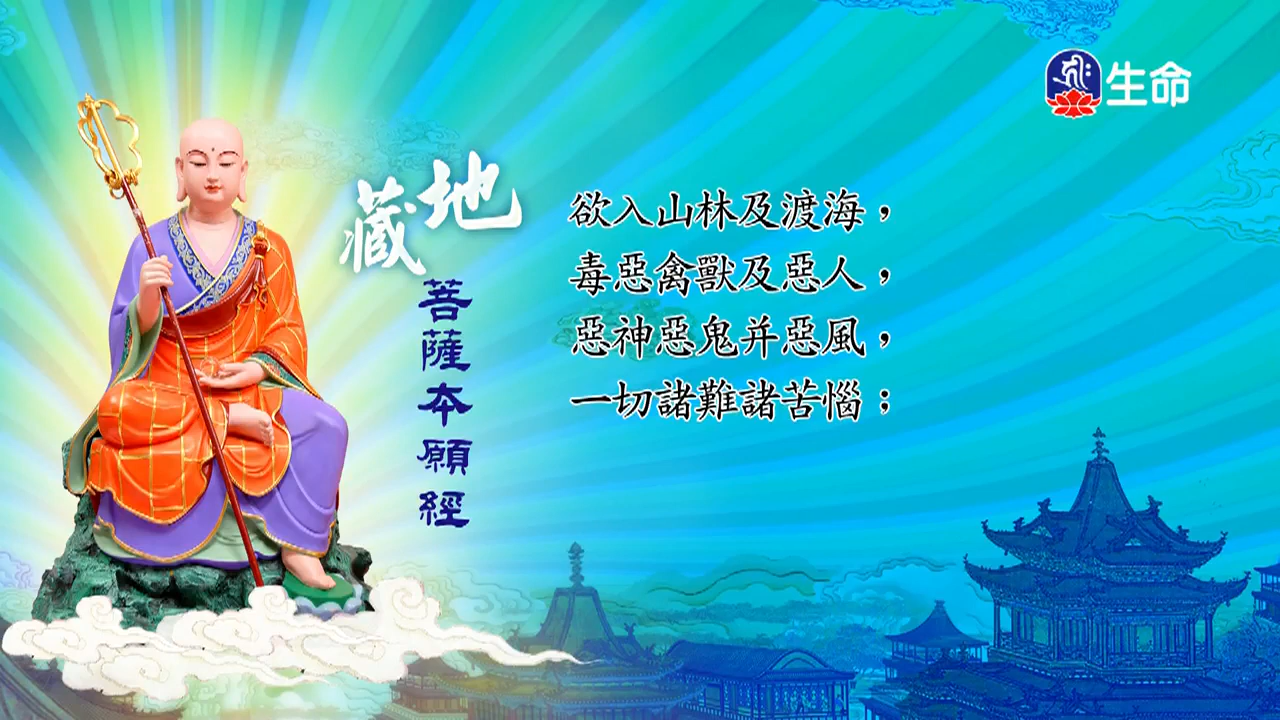 地藏
菩薩本願經
欲入山林及渡海，
毒惡禽獸及惡人，
惡神惡鬼并惡風，
一切諸難諸苦惱；
生命